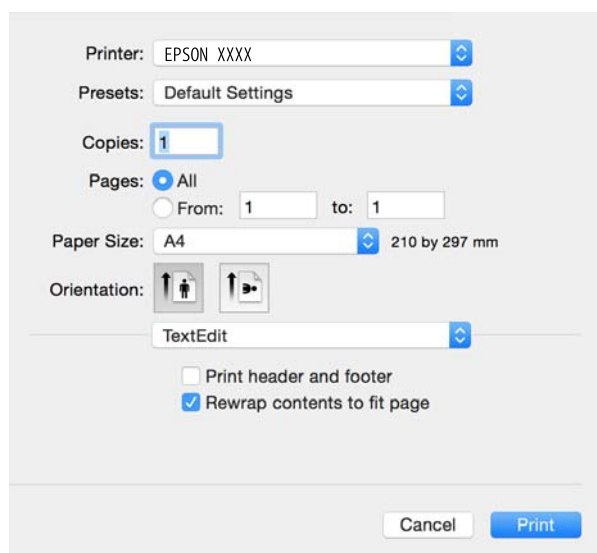 Printer: EPSON XXXX
Presets: Default Settings
Copies: 1
Pages: All
From: 1 to: 1
Paper Size: A4 210 by 297 mm
Orientation:
TextEdit
Print header and footer
Rewrap contents to fit page
Cancel Print